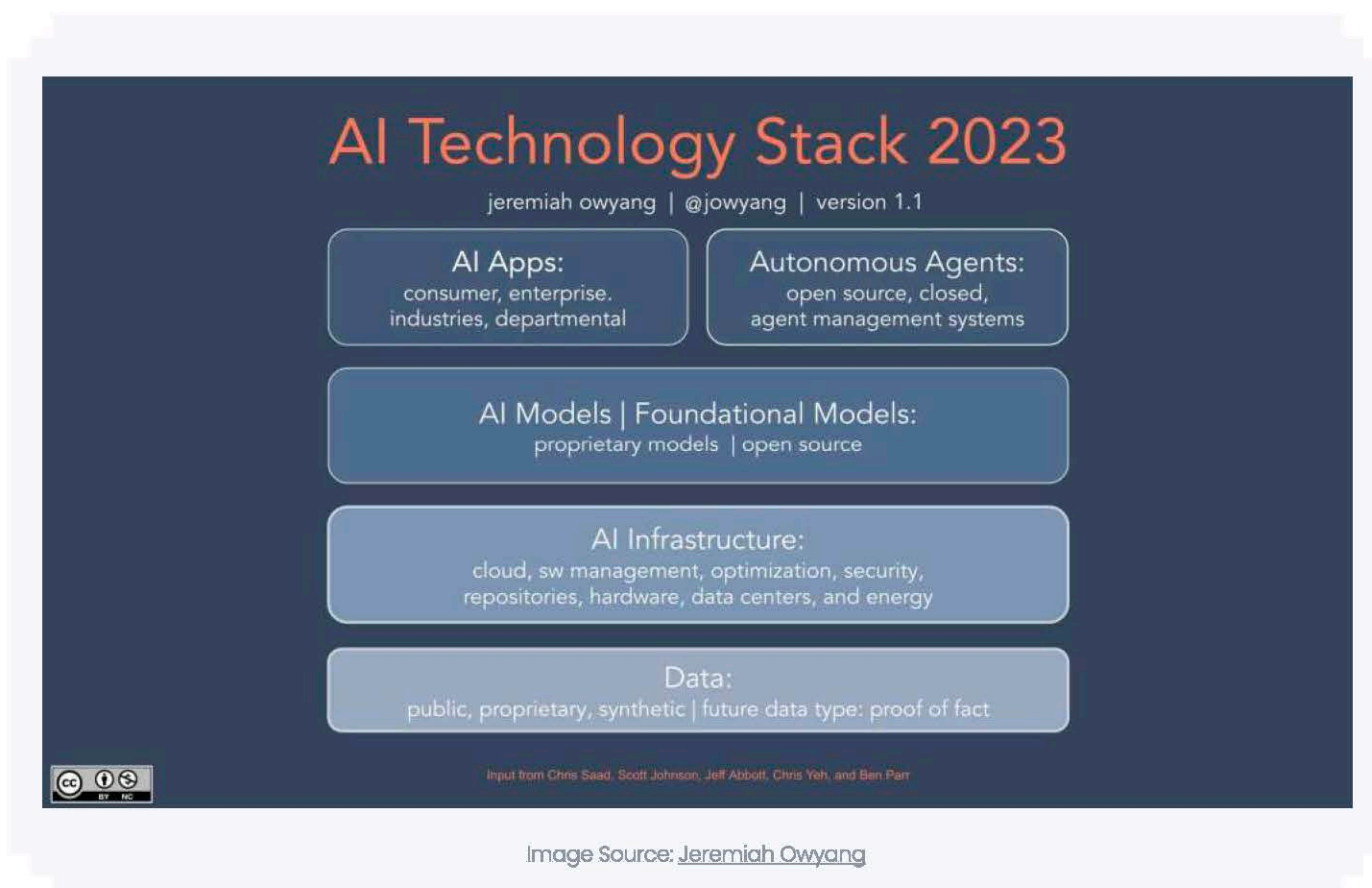 AI Technology Stack 2023
jeremiah owyang | @jowyang | version 1.1
AI Apps:
consumer, enterprise.
industries, departmental
Autonomous Agents:
open source, closed,
agent management systems
AI Models | Foundational Models:
proprietary models | open source
AI Infrastructure:
cloud, sw management, optimization, security,
repositories, hardware, data centers, and energy
Data:
public, proprietary, synthetic | future data type: proof of fact
Input from Chris Saad, Scott Johnson, Jeff Abbott, Chris Yeh, and Ben Parr
cc
BY NC
Image Source: Jeremiah Owyang